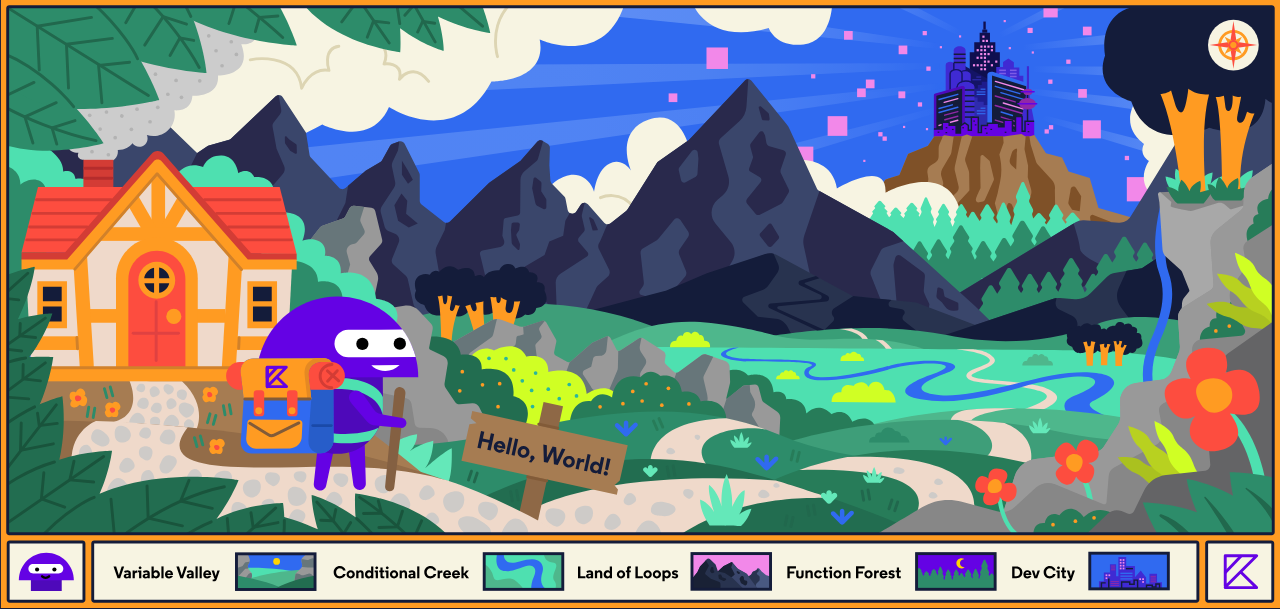 Hello, World!
Variable Valley
Conditional Creek
Land of Loops
Function Forest
Dev City